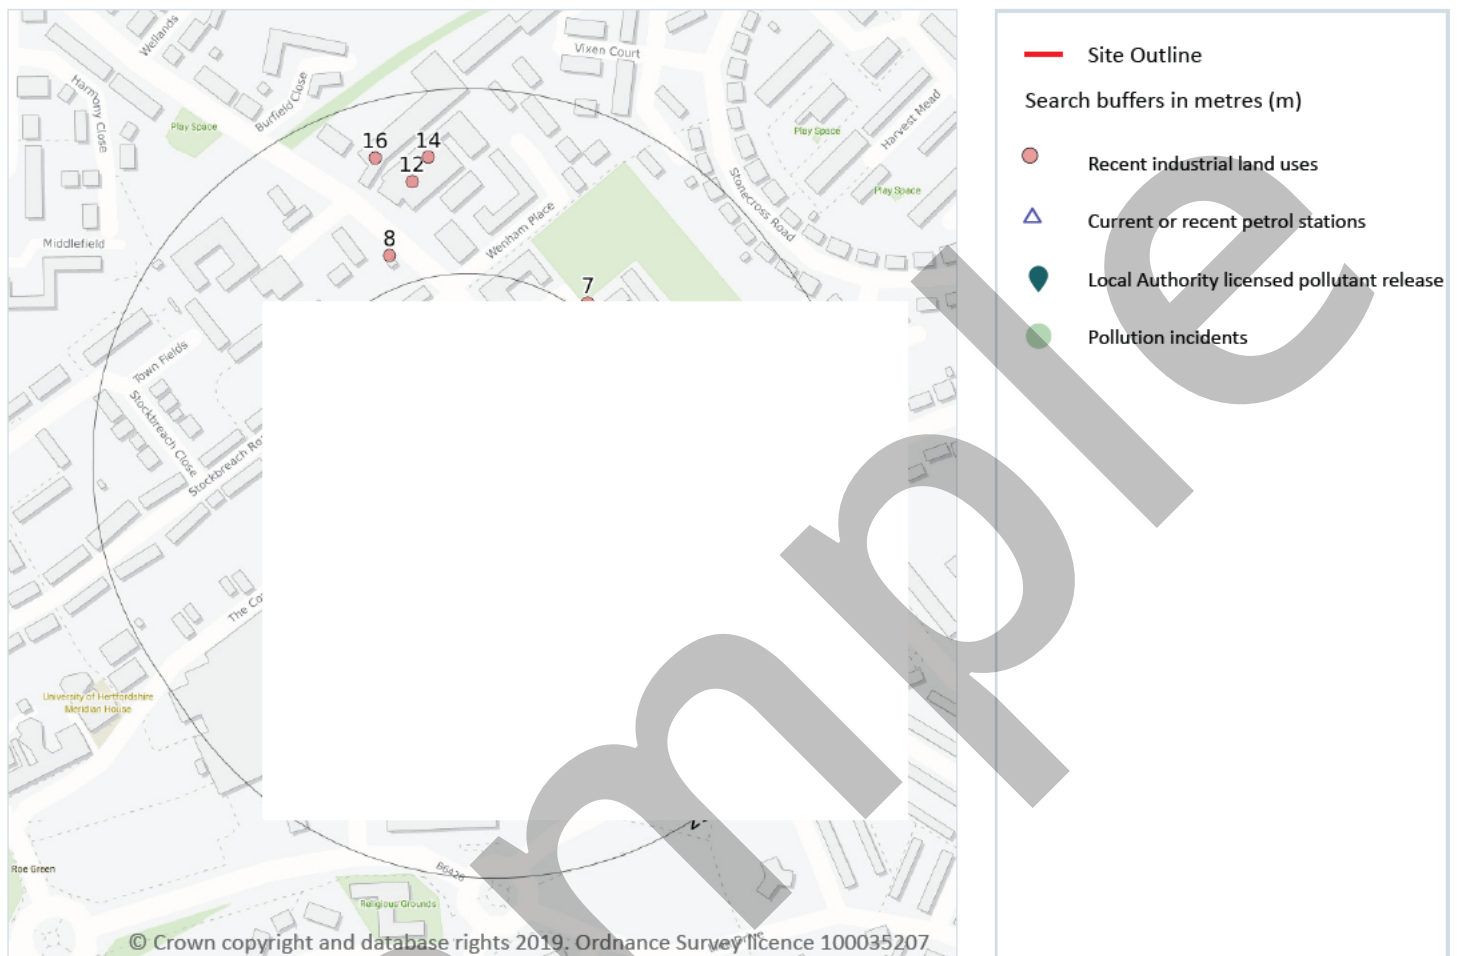 Wellands
Vixen Court
Harmony Close
Burfield Close
Harvest Mead
Play Space
Play Space
16
14
12
Stonecross Road
Play Space
Wenham Place
8
Middlefield
7
Town Fields
Stockbreach Close
Stockbreach Ro
The Co
University of Hertfordshire
Meridian House
Roe Green
B6426
Religious Grounds
© Crown copyright and database rights 2019. Ordnance Survey licence 100035207
Site Outline
Search buffers in metres (m)
Recent industrial land uses
Current or recent petrol stations
Local Authority licensed pollutant release
Pollution incidents
mple